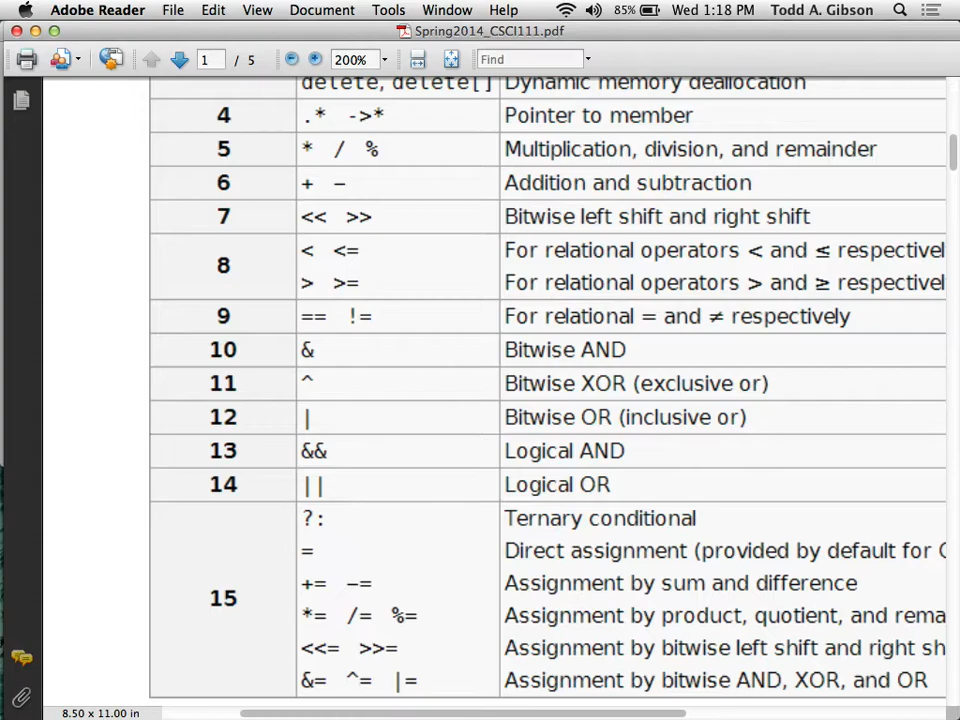 Adobe Reader File Edit View Document Tools Window Help 85% Wed 1:18 PM Todd A. Gibson
Spring2014_CSCI111.pdf
1 / 5 200% Find
delete, delete[] Dynamic memory deallocation
4 .* ->* Pointer to member
5 * / % Multiplication, division, and remainder
6 + − Addition and subtraction
7 << >> Bitwise left shift and right shift
8 < <= For relational operators < and ≤ respectivel
> >= For relational operators > and ≥ respectivel
9 == != For relational = and ≠ respectively
10 & Bitwise AND
11 ^ Bitwise XOR (exclusive or)
12 | Bitwise OR (inclusive or)
13 && Logical AND
14 || Logical OR
15 ?: Ternary conditional
= Direct assignment (provided by default for
+= −= Assignment by sum and difference
*= /= %= Assignment by product, quotient, and rema
<<= >>= Assignment by bitwise left shift and right sh
&= ^= |= Assignment by bitwise AND, XOR, and OR
8.50 x 11.00 in